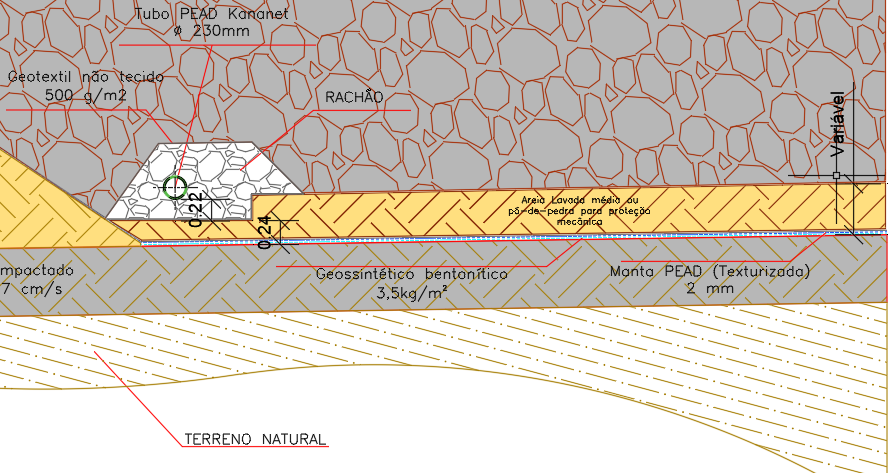 Tubo PEAD Kananet
ø 230mm
Geotextil não tecido
500 g/m2
RACHÃO
Variável
0.22
0.24
Areia Lavada média ou
pó-de-pedra para proteção
mecânica
mpactado
7 cm/s
Geossintético bentonítico
3,5kg/m²
Manta PEAD (Texturizada)
2 mm
TERRENO NATURAL